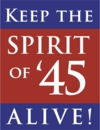 KEEP THE
SPIRIT
OF '45
ALIVE!